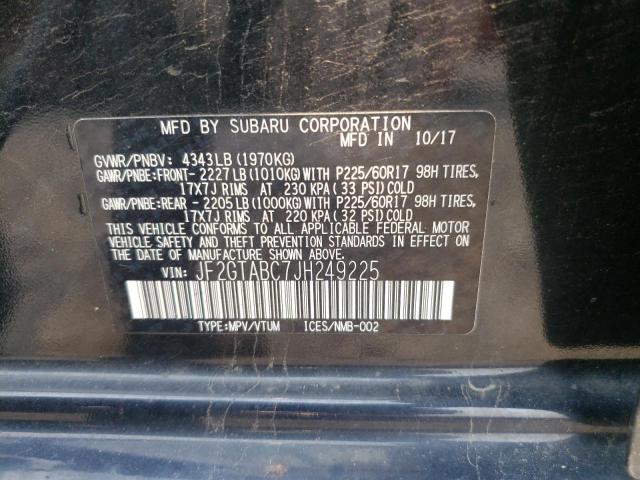 MFD BY SUBARU CORPORATION
MFD IN 10/17
GVWR/PNBV: 4343LB (1970KG)
GAWR/PNBE:FRONT- 2227LB (1010KG) WITH P225/60R17 98H TIRES,
17X7J RIMS AT 230 KPA (33 PSI) COLD
GAWR/PNBE:REAR - 2205LB (1000KG) WITH P225/60R17 98H TIRES,
17X7J RIMS AT 220 KPA (32 PSI) COLD
THIS VEHICLE CONFORMS TO ALL APPLICABLE FEDERAL MOTOR
VEHICLE SAFETY AND THEFT PREVENTION STANDARDS IN EFFECT
ON THE DATE OF MANUFACTURE SHOWN ABOVE.
VIN: JF2GTABC7JH249225
TYPE:MPV/VTUM ICES/NMB-002